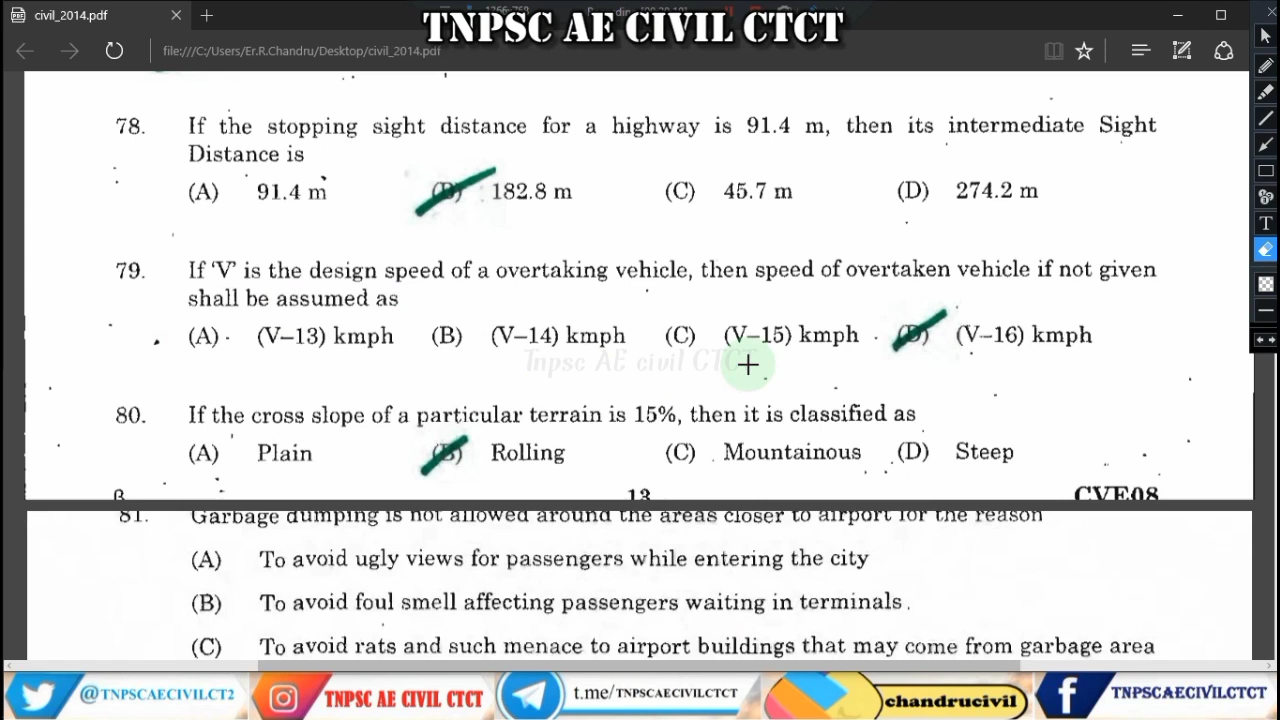 civil_2014.pdf
TNPSC AE CIVIL CTCT
file:///C:/Users/Er.R.Chandru/Desktop/civil_2014.pdf
78. If the stopping sight distance for a highway is 91.4 m, then its intermediate Sight
Distance is
(A) 91.4 m (B) 182.8 m (C) 45.7 m (D) 274.2 m
79. If 'V' is the design speed of a overtaking vehicle, then speed of overtaken vehicle if not given
shall be assumed as
(A) (V–13) kmph (B) (V–14) kmph (C) (V–15) kmph (D) (V–16) kmph
Tnpsc AE civil CTCT
80. If the cross slope of a particular terrain is 15%, then it is classified as
(A) Plain (B) Rolling (C) Mountainous (D) Steep
13 CVE08
81. Garbage dumping is not allowed around the areas closer to airport for the reason
(A) To avoid ugly views for passengers while entering the city
(B) To avoid foul smell affecting passengers waiting in terminals.
(C) To avoid rats and such menace to airport buildings that may come from garbage area
@TNPSCAECIVILCT2 TNPSC AE CIVIL CTCT t.me/TNPSCAECIVILCTCT chandrucivil TNPSCAECIVILCTCT